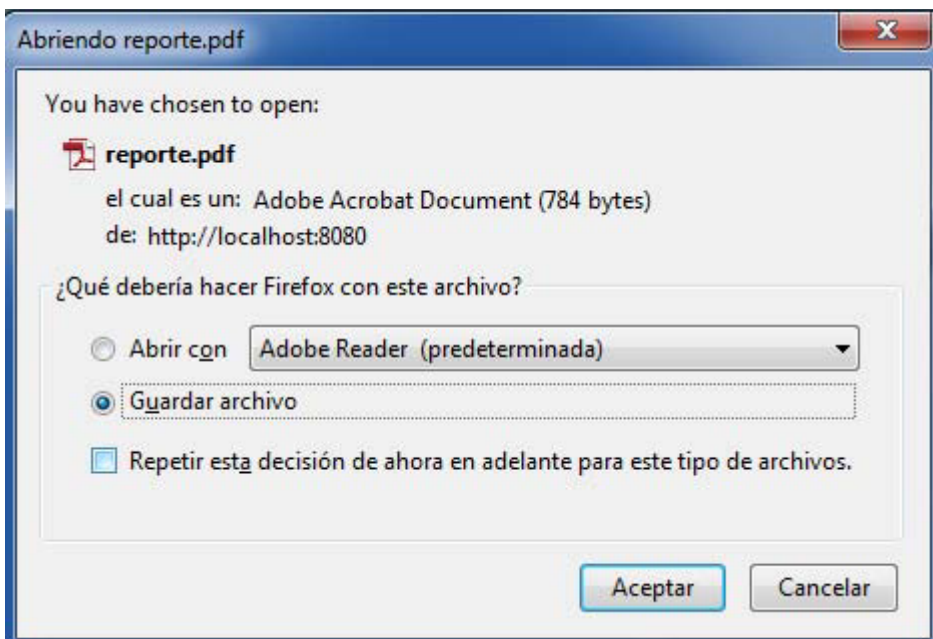 Abriendo reporte.pdf
You have chosen to open:
reporte.pdf
el cual es un: Adobe Acrobat Document (784 bytes)
de: http://localhost:8080
¿Qué debería hacer Firefox con este archivo?
Abrir con Adobe Reader (predeterminada)
Guardar archivo
Repetir esta decisión de ahora en adelante para este tipo de archivos.
Aceptar Cancelar